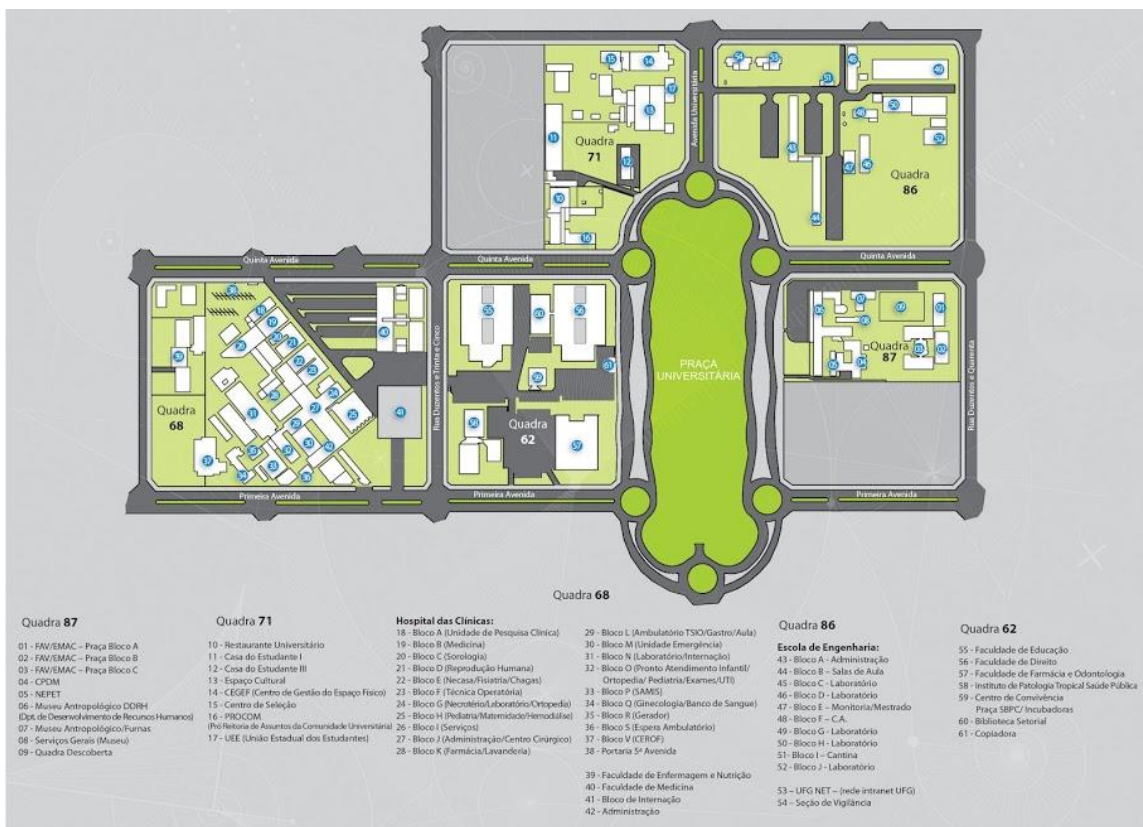 Avenida Universitária
Quadra
71
Quadra
86
Quinta Avenida
Quinta Avenida
Quinta Avenida
Rua Duzentos e Trinta e Cinco
PRAÇA
UNIVERSITÁRIA
Quadra
87
Rua Duzentos e Quarenta
Quadra
68
Quadra
62
Primeira Avenida
Primeira Avenida
Primeira Avenida
Quadra 87
01 - FAV/EMAC – Praça Bloco A
02 - FAV/EMAC – Praça Bloco B
03 - FAV/EMAC – Praça Bloco C
04 - CPDM
05 - NEPET
06 - Museu Antropológico DDRH
(Dpt. de Desenvolvimento de Recursos Humanos)
07 - Museu Antropológico/Furnas
08 - Serviços Gerais (Museu)
09 - Quadra Descoberta
Quadra 71
10 - Restaurante Universitário
11 - Casa do Estudante I
12 - Casa do Estudante III
13 - Espaço Cultural
14 - CEGEF (Centro de Gestão do Espaço Físico)
15 - Centro de Seleção
16 - PROCOM
(Pró Reitoria de Assuntos da Comunidade Universitária)
17 - UEE (União Estadual dos Estudantes)
Quadra 68
Hospital das Clínicas:
18 - Bloco A (Unidade de Pesquisa Clínica)
19 - Bloco B (Medicina)
20 - Bloco C (Sorologia)
21 - Bloco D (Reprodução Humana)
22 - Bloco E (Necasa/Fisiatria/Chagas)
23 - Bloco F (Técnica Operatória)
24 - Bloco G (Necrotério/Laboratório/Ortopedia)
25 - Bloco H (Pediatria/Maternidade/Hemodiálise)
26 - Bloco I (Serviços)
27 - Bloco J (Administração/Centro Cirúrgico)
28 - Bloco K (Farmácia/Lavanderia)
29 - Bloco L (Ambulatório TSIO/Gastro/Aula)
30 - Bloco M (Unidade Emergência)
31 - Bloco N (Laboratório/Internação)
32 - Bloco O (Pronto Atendimento Infantil/
Ortopedia/ Pediatria/Exames/UTI)
33 - Bloco P (SAMIS)
34 - Bloco Q (Ginecologia/Banco de Sangue)
35 - Bloco R (Gerador)
36 - Bloco S (Espera Ambulatório)
37 - Bloco V (CEROF)
38 - Portaria 5ª Avenida
39 - Faculdade de Enfermagem e Nutrição
40 - Faculdade de Medicina
41 - Bloco de Internação
42 - Administração
Quadra 86
Escola de Engenharia:
43 - Bloco A - Administração
44 - Bloco B – Salas de Aula
45 - Bloco C - Laboratório
46 - Bloco D - Laboratório
47 - Bloco E – Monitoria/Mestrado
48 - Bloco F – C.A.
49 - Bloco G - Laboratório
50 - Bloco H - Laboratório
51- Bloco I – Cantina
52 - Bloco J - Laboratório
53 – UFG NET – (rede intranet UFG)
54 – Seção de Vigilância
Quadra 62
55 - Faculdade de Educação
56 - Faculdade de Direito
57 - Faculdade de Farmácia e Odontologia
58 - Instituto de Patologia Tropical Saúde Pública
59 - Centro de Convivência
Praça SBPC/ Incubadoras
60 - Biblioteca Setorial
61 - Copiadora